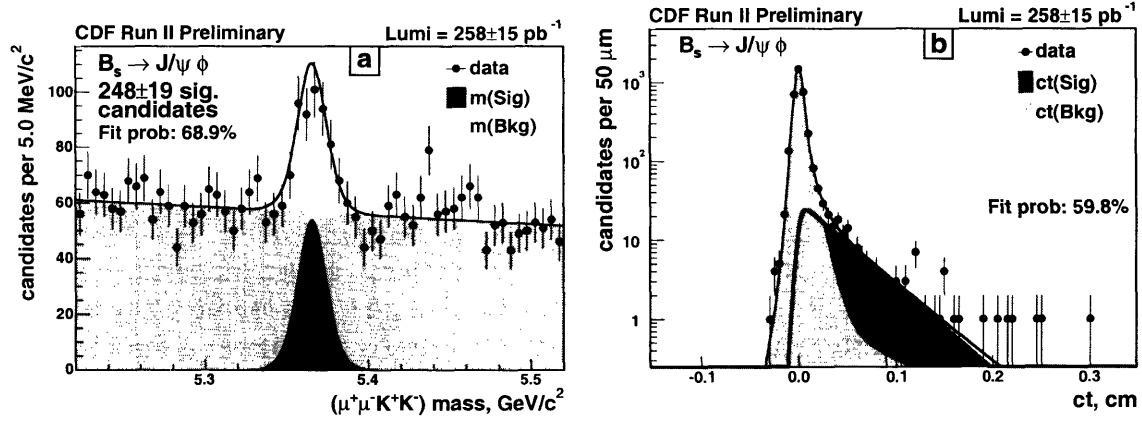 CDF Run II Preliminary Lumi = 258±15 pb⁻¹
B_s → J/ψ φ a
248±19 sig.
candidates
Fit prob: 68.9%
data
m(Sig)
m(Bkg)
candidates per 5.0 MeV/c²
100
80
60
40
20
0
5.3 5.4 5.5
(μ⁺μ⁻K⁺K⁻) mass, GeV/c²
CDF Run II Preliminary Lumi = 258±15 pb⁻¹
B_s → J/ψ φ b
data
ct(Sig)
ct(Bkg)
Fit prob: 59.8%
candidates per 50 μm
10³
10²
10
1
-0.1 0.0 0.1 0.2 0.3
ct, cm